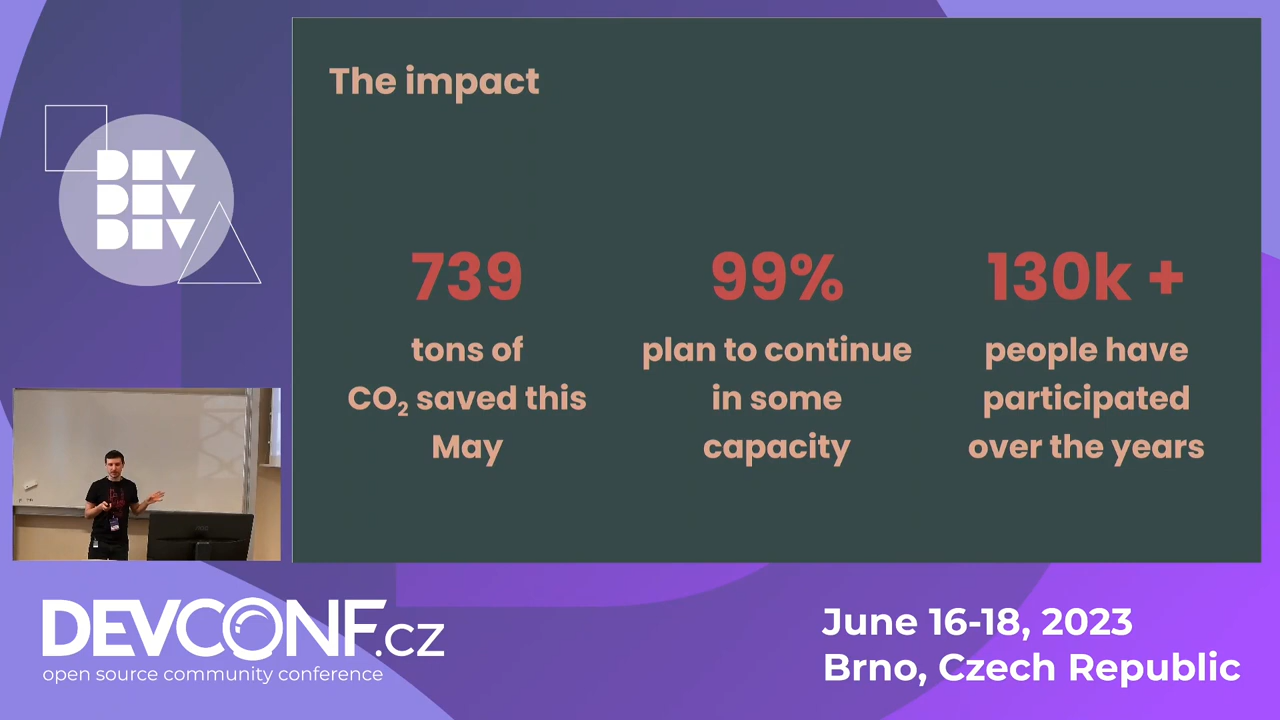 The impact
DEV
DEV
DEV
739
tons of
CO₂ saved this
May
99%
plan to continue
in some
capacity
130k +
people have
participated
over the years
DEVCONF.cz
open source community conference
June 16-18, 2023
Brno, Czech Republic